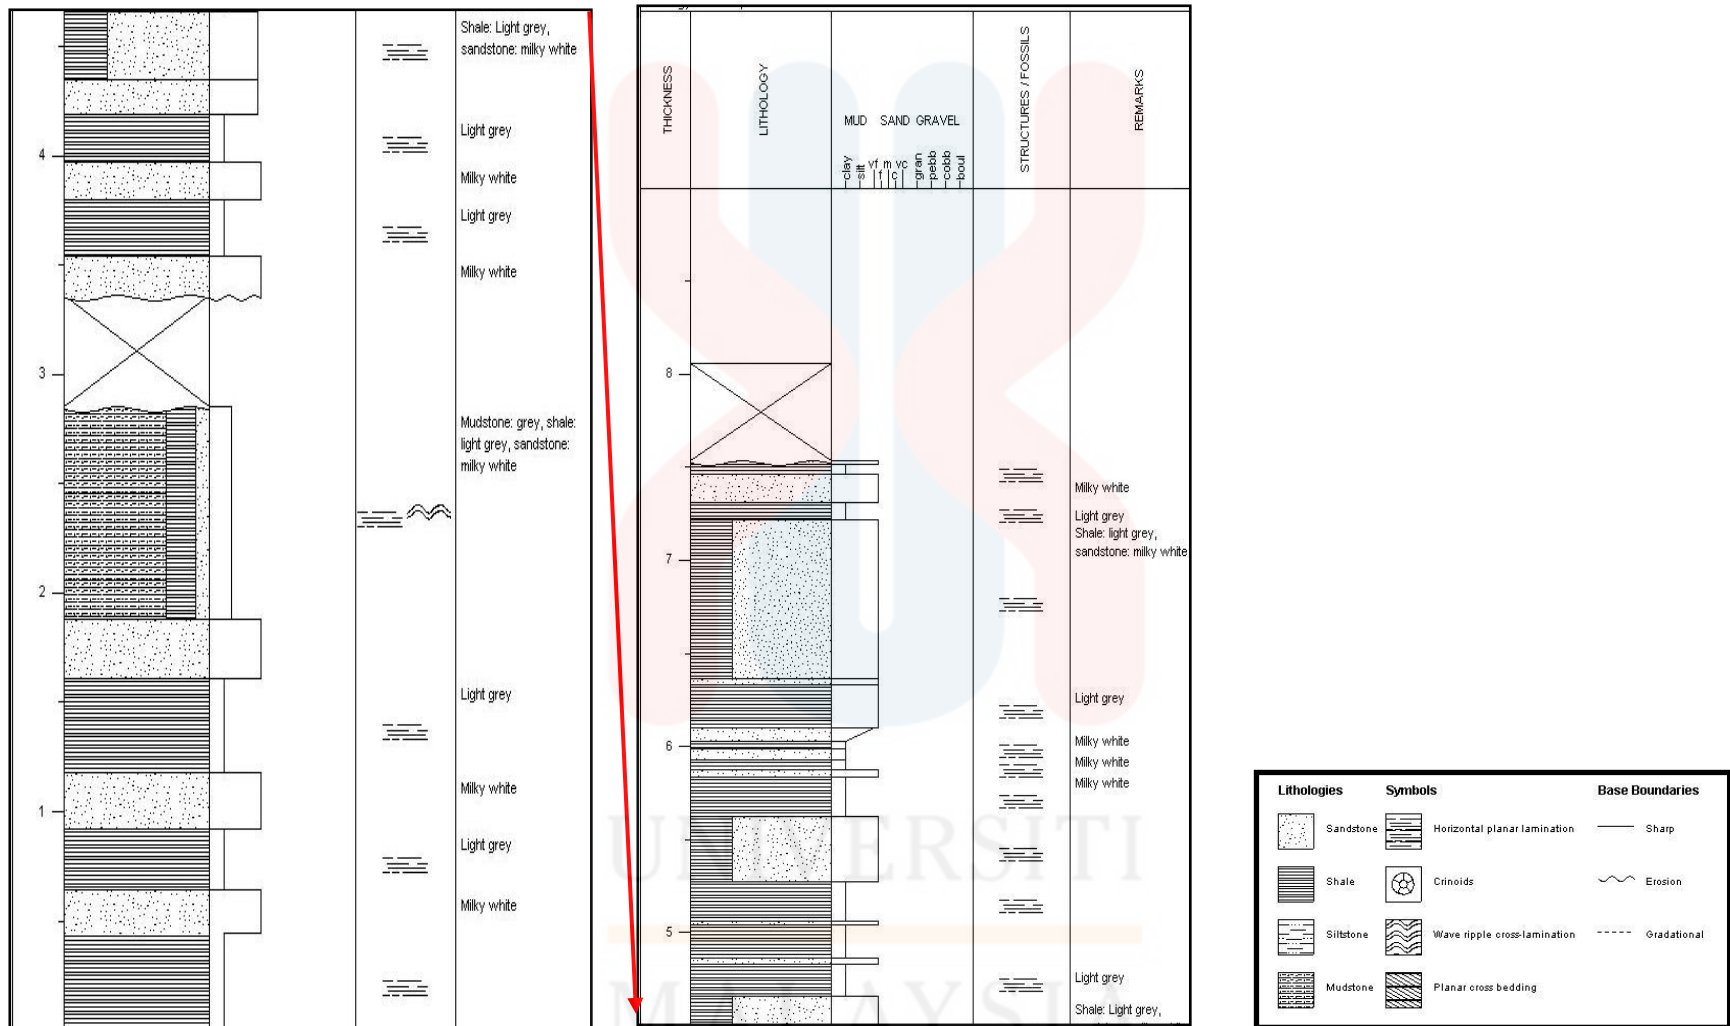 Shale: Light grey,
sandstone: milky white
Light grey
4
Milky white
Light grey
Milky white
3
Mudstone: grey, shale:
light grey, sandstone:
milky white
2
Light grey
1
Milky white
Light grey
Milky white
THICKNESS
LITHOLOGY
MUD SAND GRAVEL
clay
silt
vf
f
m
c
vc
gran
pebb
cobb
boul
STRUCTURES / FOSSILS
REMARKS
8
Milky white
Light grey
Shale: light grey,
sandstone: milky white
7
Light grey
6
Milky white
Milky white
Milky white
5
Light grey
Shale: Light grey,
UNIVERSITI
MALAYSIA
Lithologies Symbols Base Boundaries
Sandstone Horizontal planar lamination Sharp
Shale Crinoids Erosion
Siltstone Wave ripple cross-lamination Gradational
Mudstone Planar cross bedding